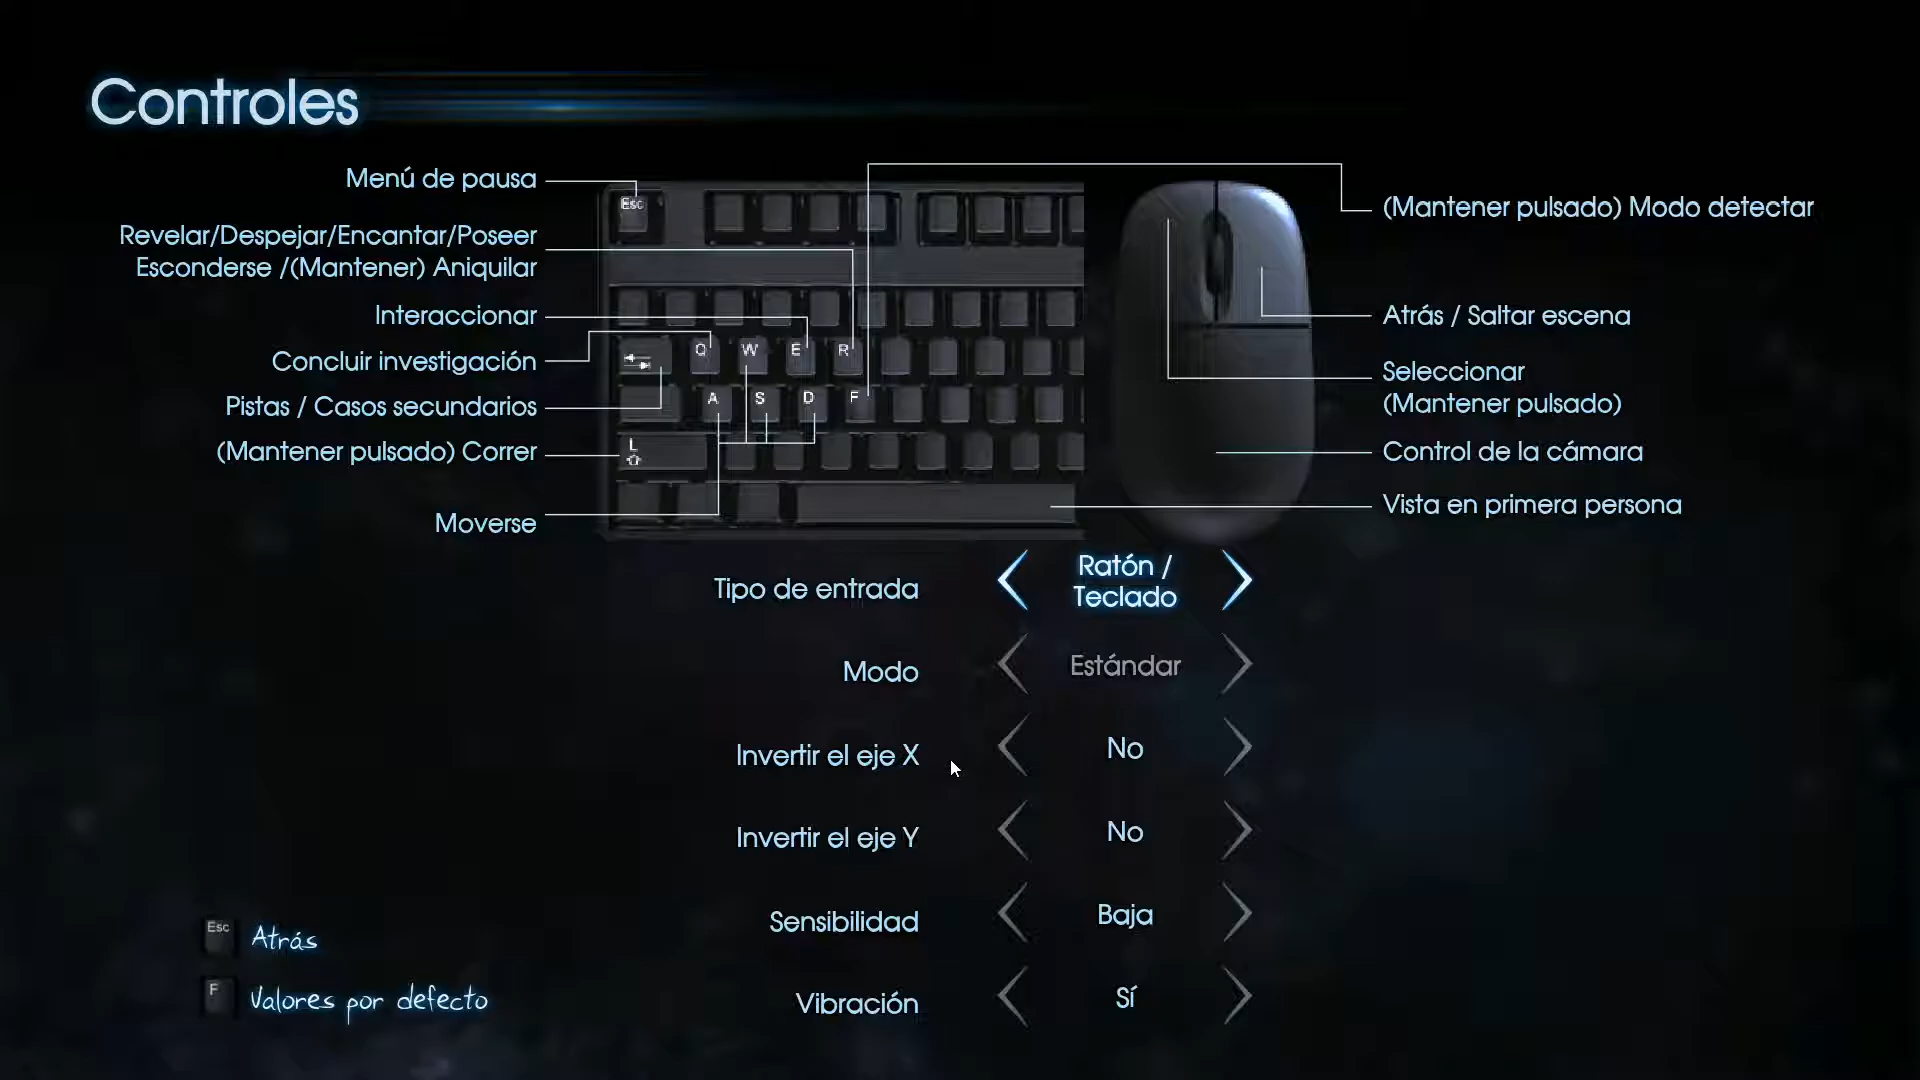 Controles
Menú de pausa
Revelar/Despejar/Encantar/Poseer
Esconderse /(Mantener) Aniquilar
Interaccionar
Concluir investigación
Pistas / Casos secundarios
(Mantener pulsado) Correr
Moverse
Esc
Q W E R
A S D F
L
(Mantener pulsado) Modo detectar
Atrás / Saltar escena
Seleccionar
(Mantener pulsado)
Control de la cámara
Vista en primera persona
Tipo de entrada
Ratón /
Teclado
Modo
Estándar
Invertir el eje X
No
Invertir el eje Y
No
Sensibilidad
Baja
Vibración
Sí
Esc Atrás
F Valores por defecto